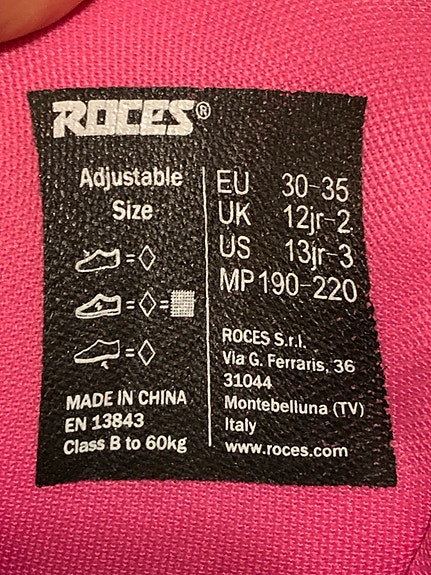 ROCES®
Adjustable
Size
MADE IN CHINA
EN 13843
Class B to 60kg
EU 30-35
UK 12jr-2
US 13jr-3
MP 190-220
ROCES S.r.l.
Via G. Ferraris, 36
31044
Montebelluna (TV)
Italy
www.roces.com